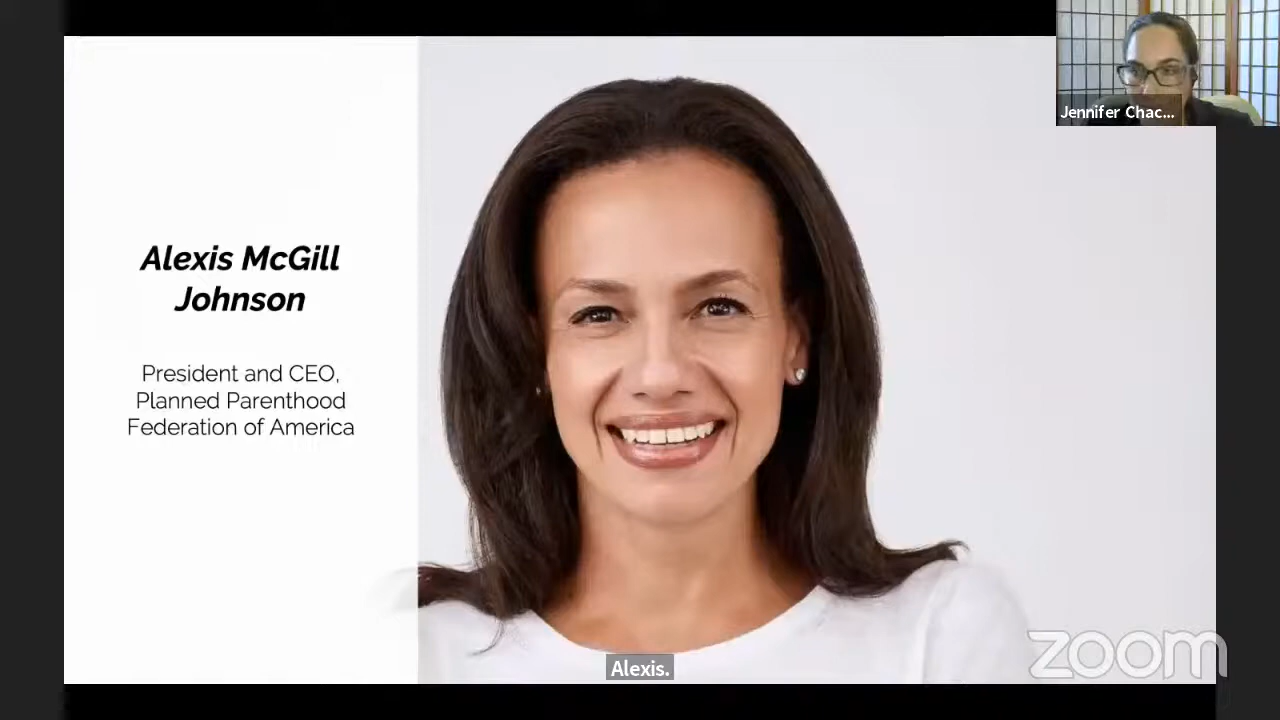 Jennifer Chac...
Alexis McGill
Johnson
President and CEO,
Planned Parenthood
Federation of America
Alexis.
zoom